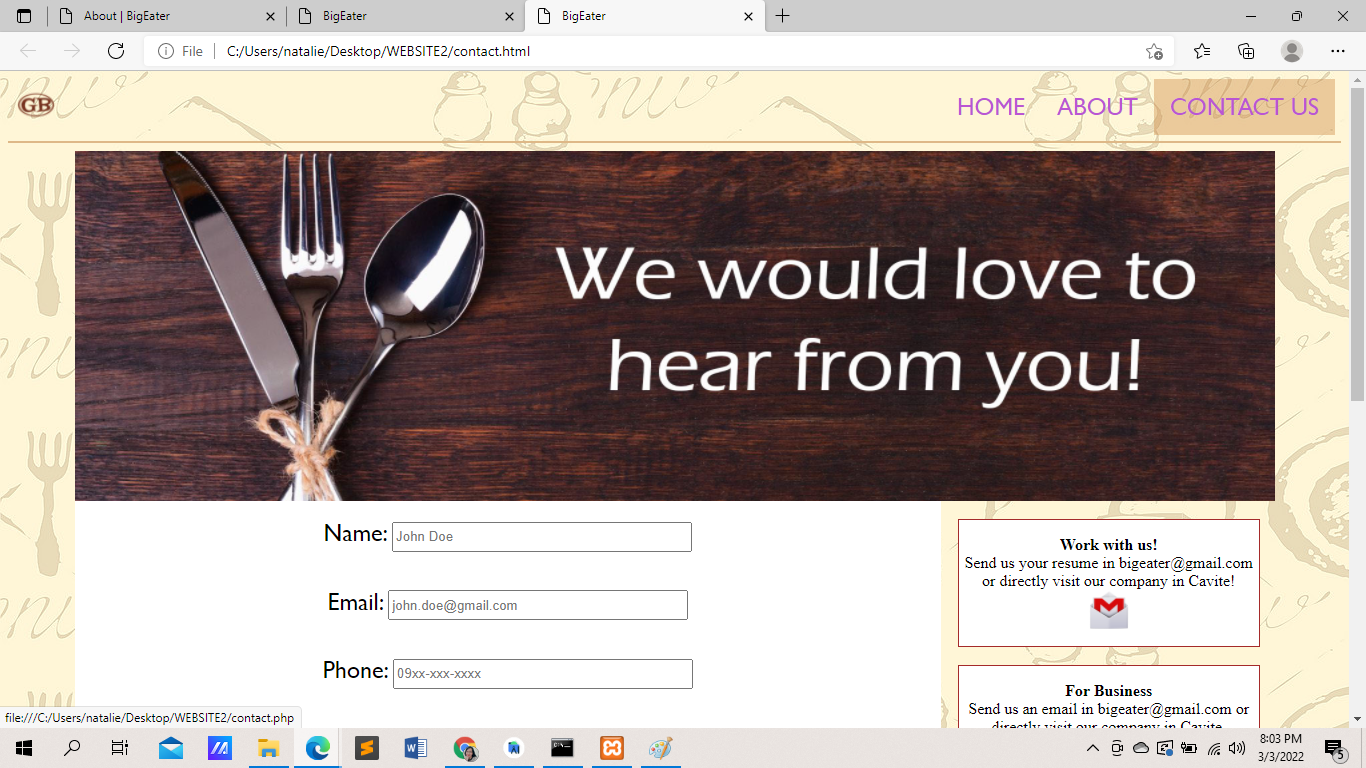 About | BigEater
BigEater
BigEater
File
C:/Users/natalie/Desktop/WEBSITE2/contact.html
GB
HOME
ABOUT
CONTACT US
We would love to
hear from you!
Name:
John Doe
Email:
john.doe@gmail.com
Phone:
09xx-xxx-xxxx
Work with us!
Send us your resume in bigeater@gmail.com
or directly visit our company in Cavite!
For Business
Send us an email in bigeater@gmail.com or
directly visit our company in Cavite
file:///C:/Users/natalie/Desktop/WEBSITE2/contact.php
8:03 PM
3/3/2022
5